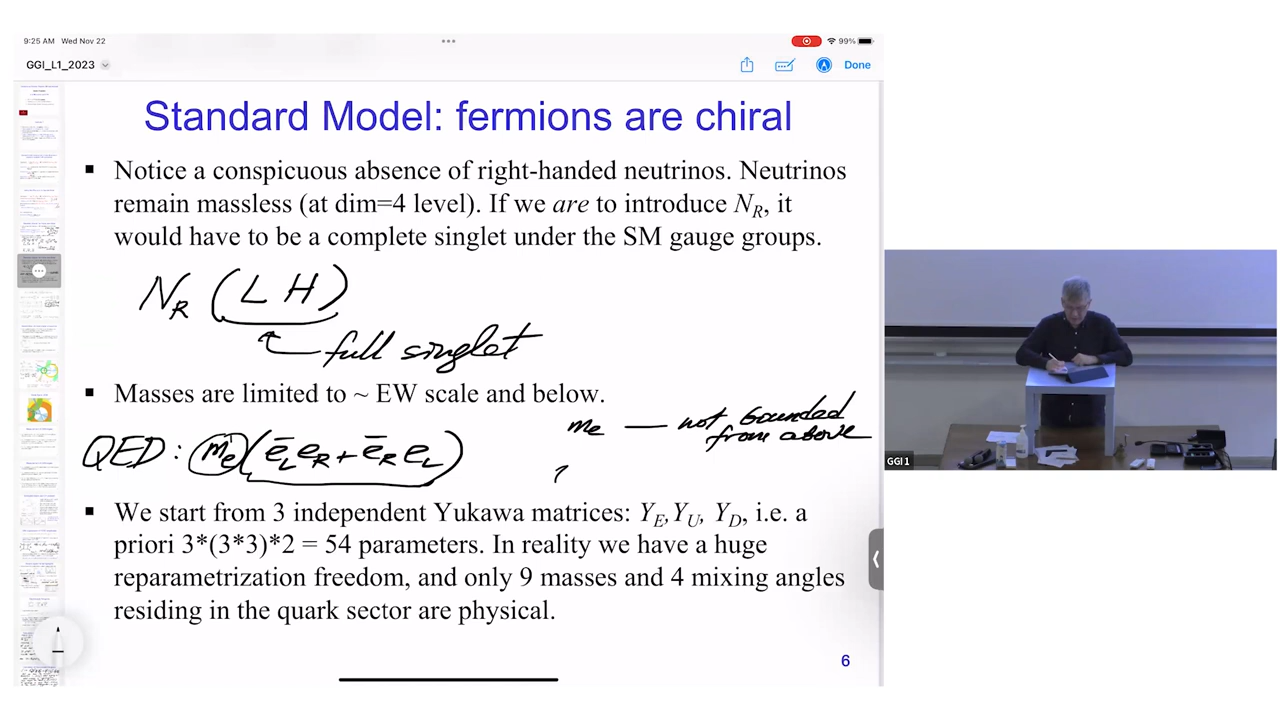 9:25 AM Wed Nov 22
99%
GGI_L1_2023
Done
Standard Model: fermions are chiral
▪ Notice a conspicuous absence of right-handed neutrinos. Neutrinos
remain massless (at dim=4 level). If we are to introduce N_R, it
would have to be a complete singlet under the SM gauge groups.
N_R (L H)
full singlet
▪ Masses are limited to ~ EW scale and below.
m_e — not bounded
from above
QED: m_e (ē_L e_R + ē_R e_L)
▪ We start from 3 independent Yukawa matrices: Y_E, Y_U, Y_D, i.e. a
priori 3*(3*3)*2 = 54 parameters. In reality we have a huge
reparamerization freedom, and only 9 masses and 4 mixing angles
residing in the quark sector are physical.
6
GGI 1